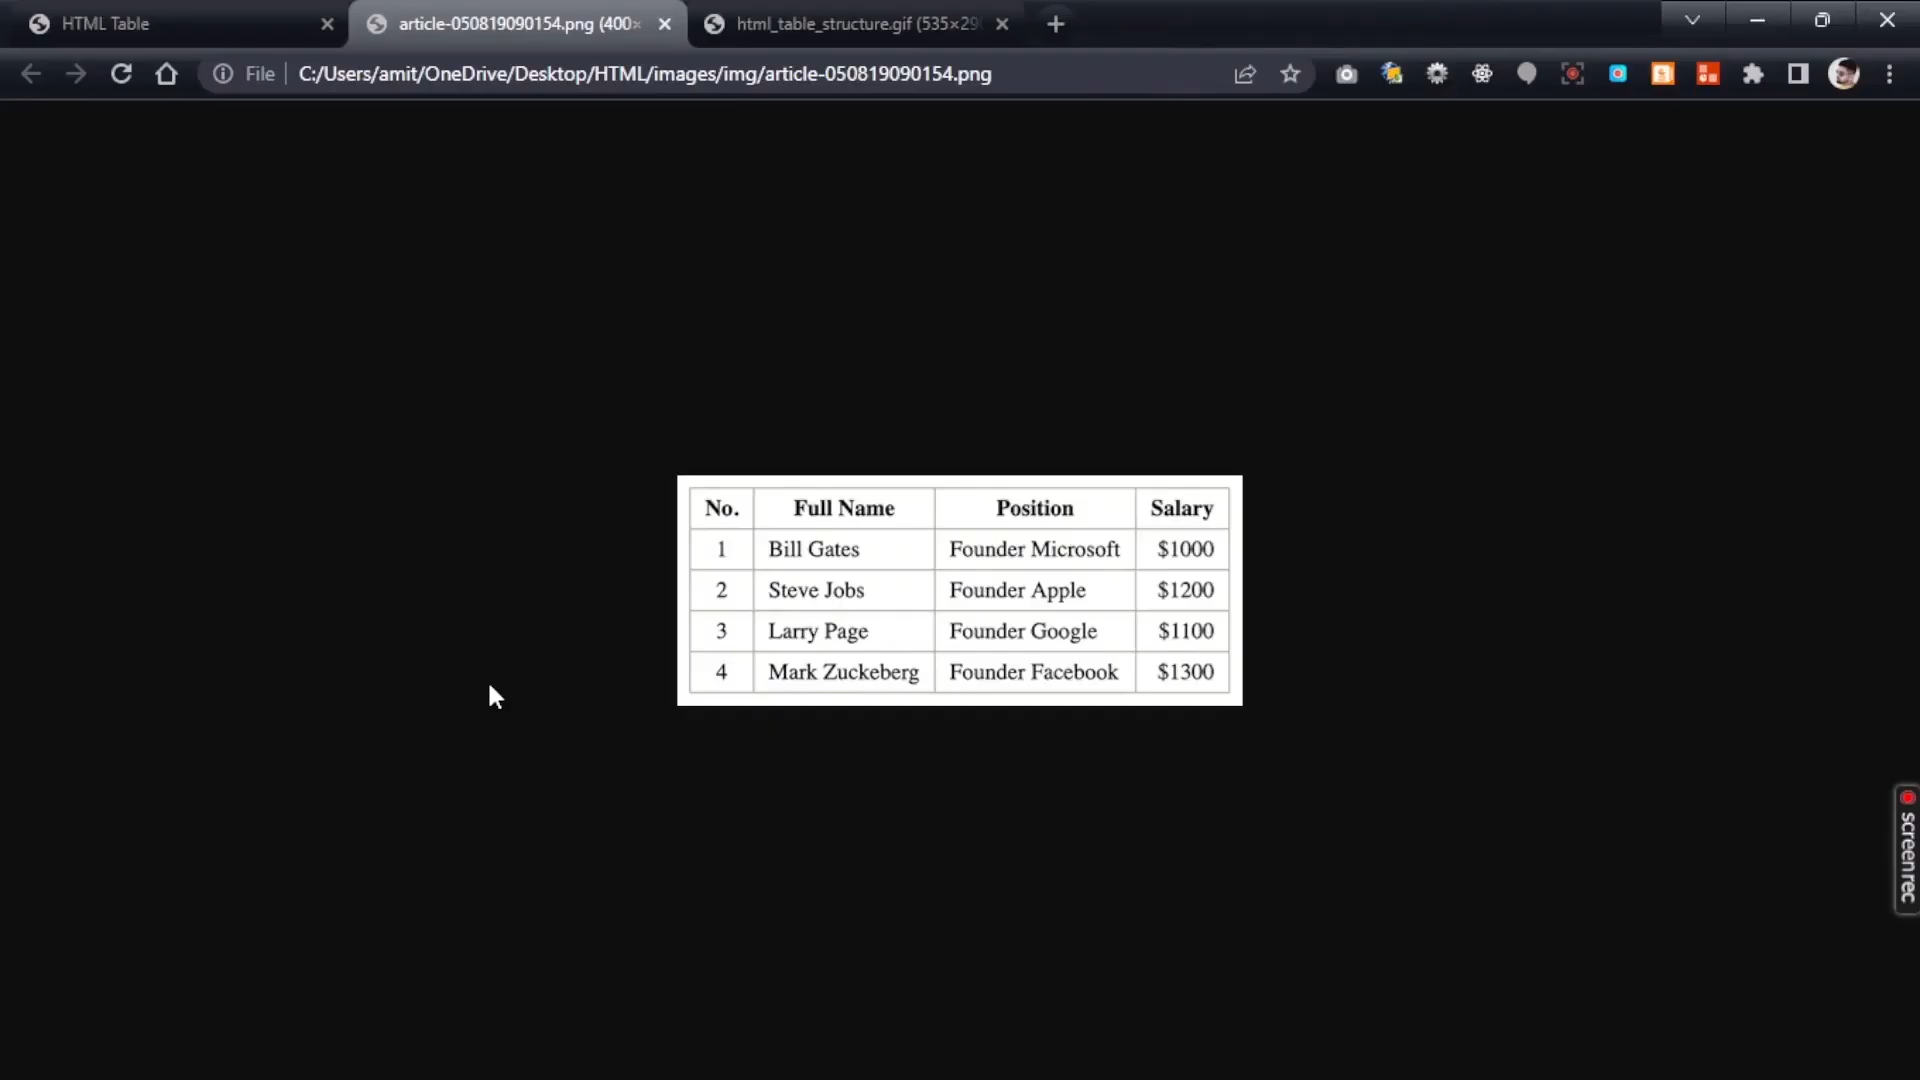 HTML Table
article-050819090154.png (400×
html_table_structure.gif (535×29
File
C:/Users/amit/OneDrive/Desktop/HTML/images/img/article-050819090154.png
No. Full Name Position Salary
1 Bill Gates Founder Microsoft $1000
2 Steve Jobs Founder Apple $1200
3 Larry Page Founder Google $1100
4 Mark Zuckeberg Founder Facebook $1300
screenrec